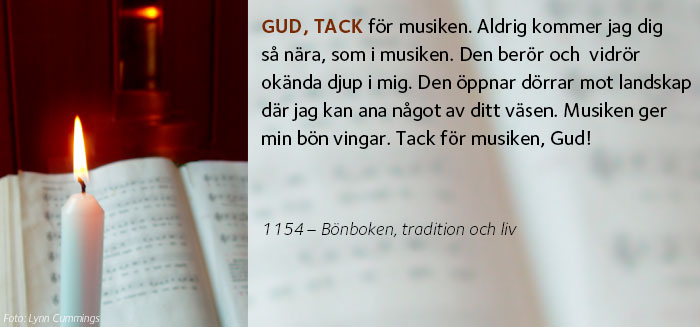 GUD, TACK för musiken. Aldrig kommer jag dig
så nära, som i musiken. Den berör och vidrör
okända djup i mig. Den öppnar dörrar mot landskap
där jag kan ana något av ditt väsen. Musiken ger
min bön vingar. Tack för musiken, Gud!
1154 – Bönboken, tradition och liv
Foto: Lynn Cummings